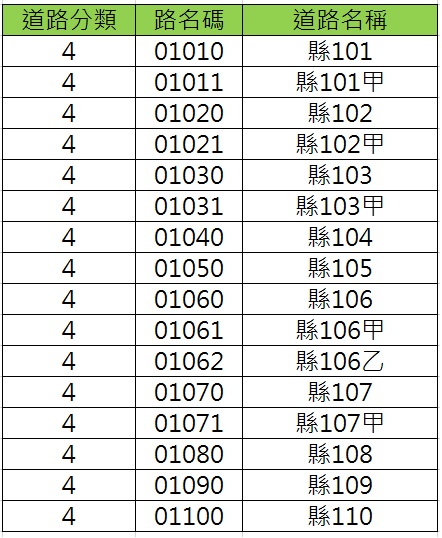 道路分類 路名碼 道路名稱
4 01010 縣101
4 01011 縣101甲
4 01020 縣102
4 01021 縣102甲
4 01030 縣103
4 01031 縣103甲
4 01040 縣104
4 01050 縣105
4 01060 縣106
4 01061 縣106甲
4 01062 縣106乙
4 01070 縣107
4 01071 縣107甲
4 01080 縣108
4 01090 縣109
4 01100 縣110